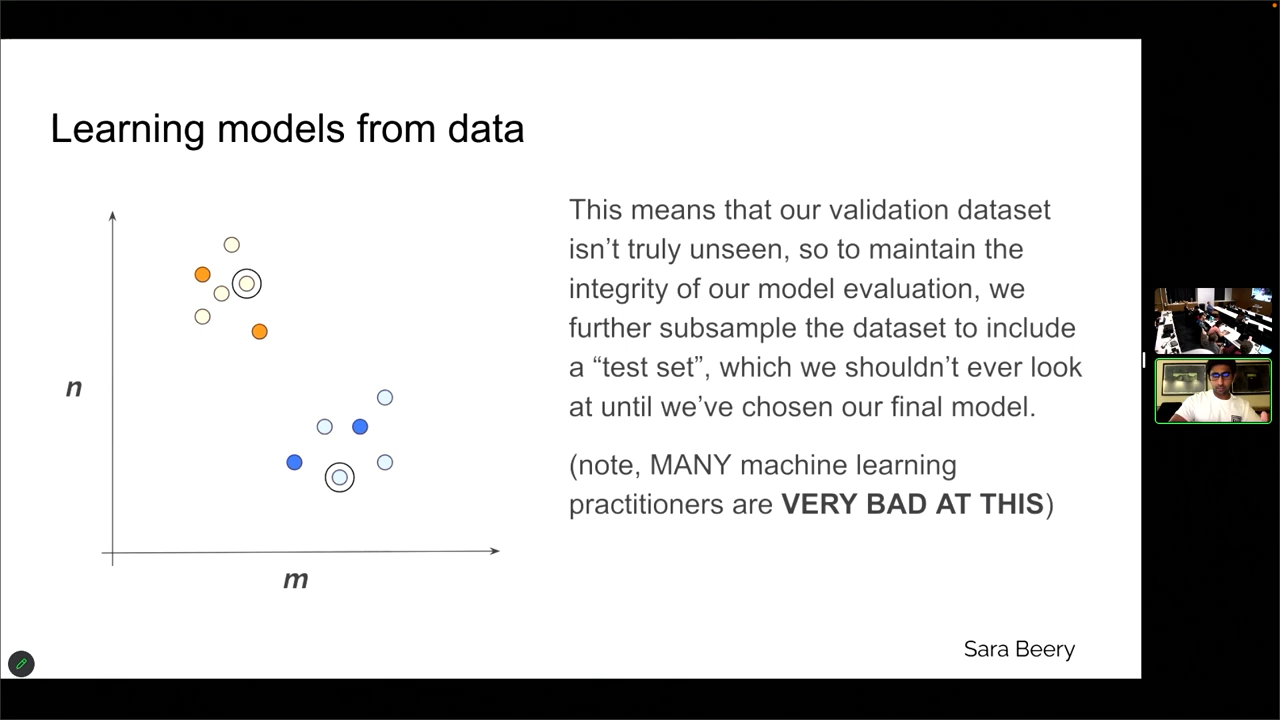 Learning models from data
This means that our validation dataset
isn’t truly unseen, so to maintain the
integrity of our model evaluation, we
further subsample the dataset to include
a “test set”, which we shouldn’t ever look
at until we’ve chosen our final model.
(note, MANY machine learning
practitioners are VERY BAD AT THIS)
n
m
Sara Beery